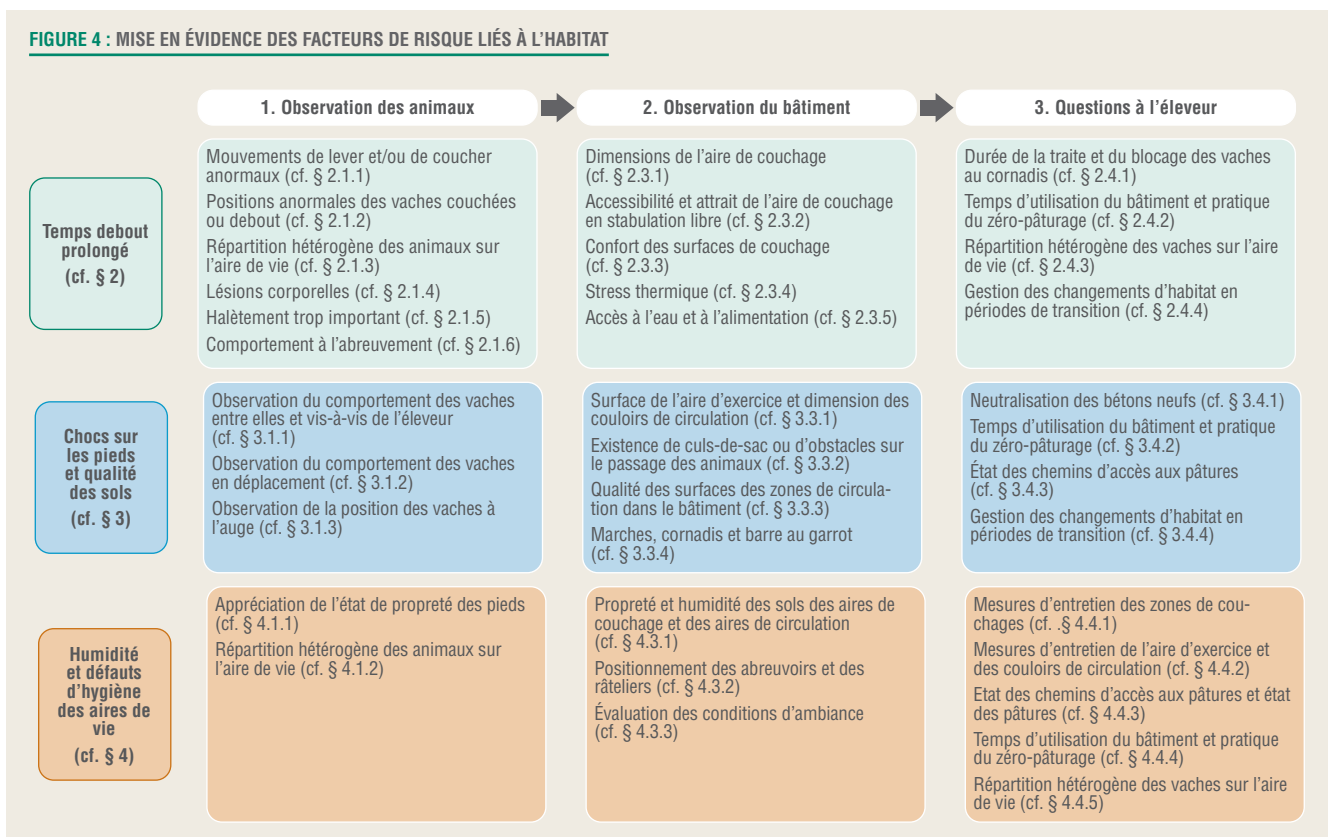 FIGURE 4 : MISE EN ÉVIDENCE DES FACTEURS DE RISQUE LIÉS À L'HABITAT
1. Observation des animaux
2. Observation du bâtiment
3. Questions à l'éleveur
Temps debout
prolongé
(cf. § 2)
Mouvements de lever et/ou de coucher
anormaux (cf. § 2.1.1)
Positions anormales des vaches couchées
ou debout (cf. § 2.1.2)
Répartition hétérogène des animaux sur
l'aire de vie (cf. § 2.1.3)
Lésions corporelles (cf. § 2.1.4)
Halètement trop important (cf. § 2.1.5)
Comportement à l'abreuvement (cf. § 2.1.6)
Dimensions de l'aire de couchage
(cf. § 2.3.1)
Accessibilité et attrait de l'aire de couchage
en stabulation libre (cf. § 2.3.2)
Confort des surfaces de couchage
(cf. § 2.3.3)
Stress thermique (cf. § 2.3.4)
Accès à l'eau et à l'alimentation (cf. § 2.3.5)
Durée de la traite et du blocage des vaches
au cornadis (cf. § 2.4.1)
Temps d'utilisation du bâtiment et pratique
du zéro-pâturage (cf. § 2.4.2)
Répartition hétérogène des vaches sur l'aire
de vie (cf. § 2.4.3)
Gestion des changements d'habitat en
périodes de transition (cf. § 2.4.4)
Chocs sur
les pieds
et qualité
des sols
(cf. § 3)
Observation du comportement des vaches
entre elles et vis-à-vis de l'éleveur
(cf. § 3.1.1)
Observation du comportement des vaches
en déplacement (cf. § 3.1.2)
Observation de la position des vaches à
l'auge (cf. § 3.1.3)
Surface de l'aire d'exercice et dimension des
couloirs de circulation (cf. § 3.3.1)
Existence de culs-de-sac ou d'obstacles sur
le passage des animaux (cf. § 3.3.2)
Qualité des surfaces des zones de circula-
tion dans le bâtiment (cf. § 3.3.3)
Marches, cornadis et barre au garrot
(cf. § 3.3.4)
Neutralisation des bétons neufs (cf. § 3.4.1)
Temps d'utilisation du bâtiment et pratique
du zéro-pâturage (cf. § 3.4.2)
État des chemins d'accès aux pâtures
(cf. § 3.4.3)
Gestion des changements d'habitat en
périodes de transition (cf. § 3.4.4)
Humidité
et défauts
d'hygiène
des aires de
vie
(cf. § 4)
Appréciation de l'état de propreté des pieds
(cf. § 4.1.1)
Répartition hétérogène des animaux sur
l'aire de vie (cf. § 4.1.2)
Propreté et humidité des sols des aires de
couchage et des aires de circulation
(cf. § 4.3.1)
Positionnement des abreuvoirs et des
râteliers (cf. § 4.3.2)
Évaluation des conditions d'ambiance
(cf. § 4.3.3)
Mesures d'entretien des zones de cou-
chages (cf. .§ 4.4.1)
Mesures d'entretien de l'aire d'exercice et
des couloirs de circulation (cf. § 4.4.2)
Etat des chemins d'accès aux pâtures et état
des pâtures (cf. § 4.4.3)
Temps d'utilisation du bâtiment et pratique
du zéro-pâturage (cf. § 4.4.4)
Répartition hétérogène des vaches sur l'aire
de vie (cf. § 4.4.5)